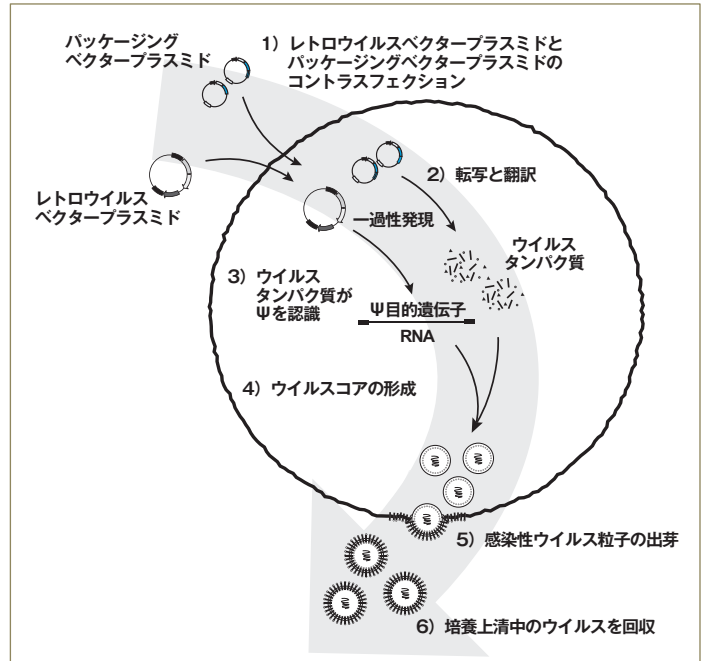 パッケージング
ベクタープラスミド
1）レトロウイルスベクタープラスミドと
パッケージングベクタープラスミドの
コントラスフェクション
レトロウイルス
ベクタープラスミド
2）転写と翻訳
一過性発現
ウイルス
タンパク質
3）ウイルス
タンパク質が
Ψを認識
Ψ目的遺伝子
RNA
4）ウイルスコアの形成
5）感染性ウイルス粒子の出芽
6）培養上清中のウイルスを回収